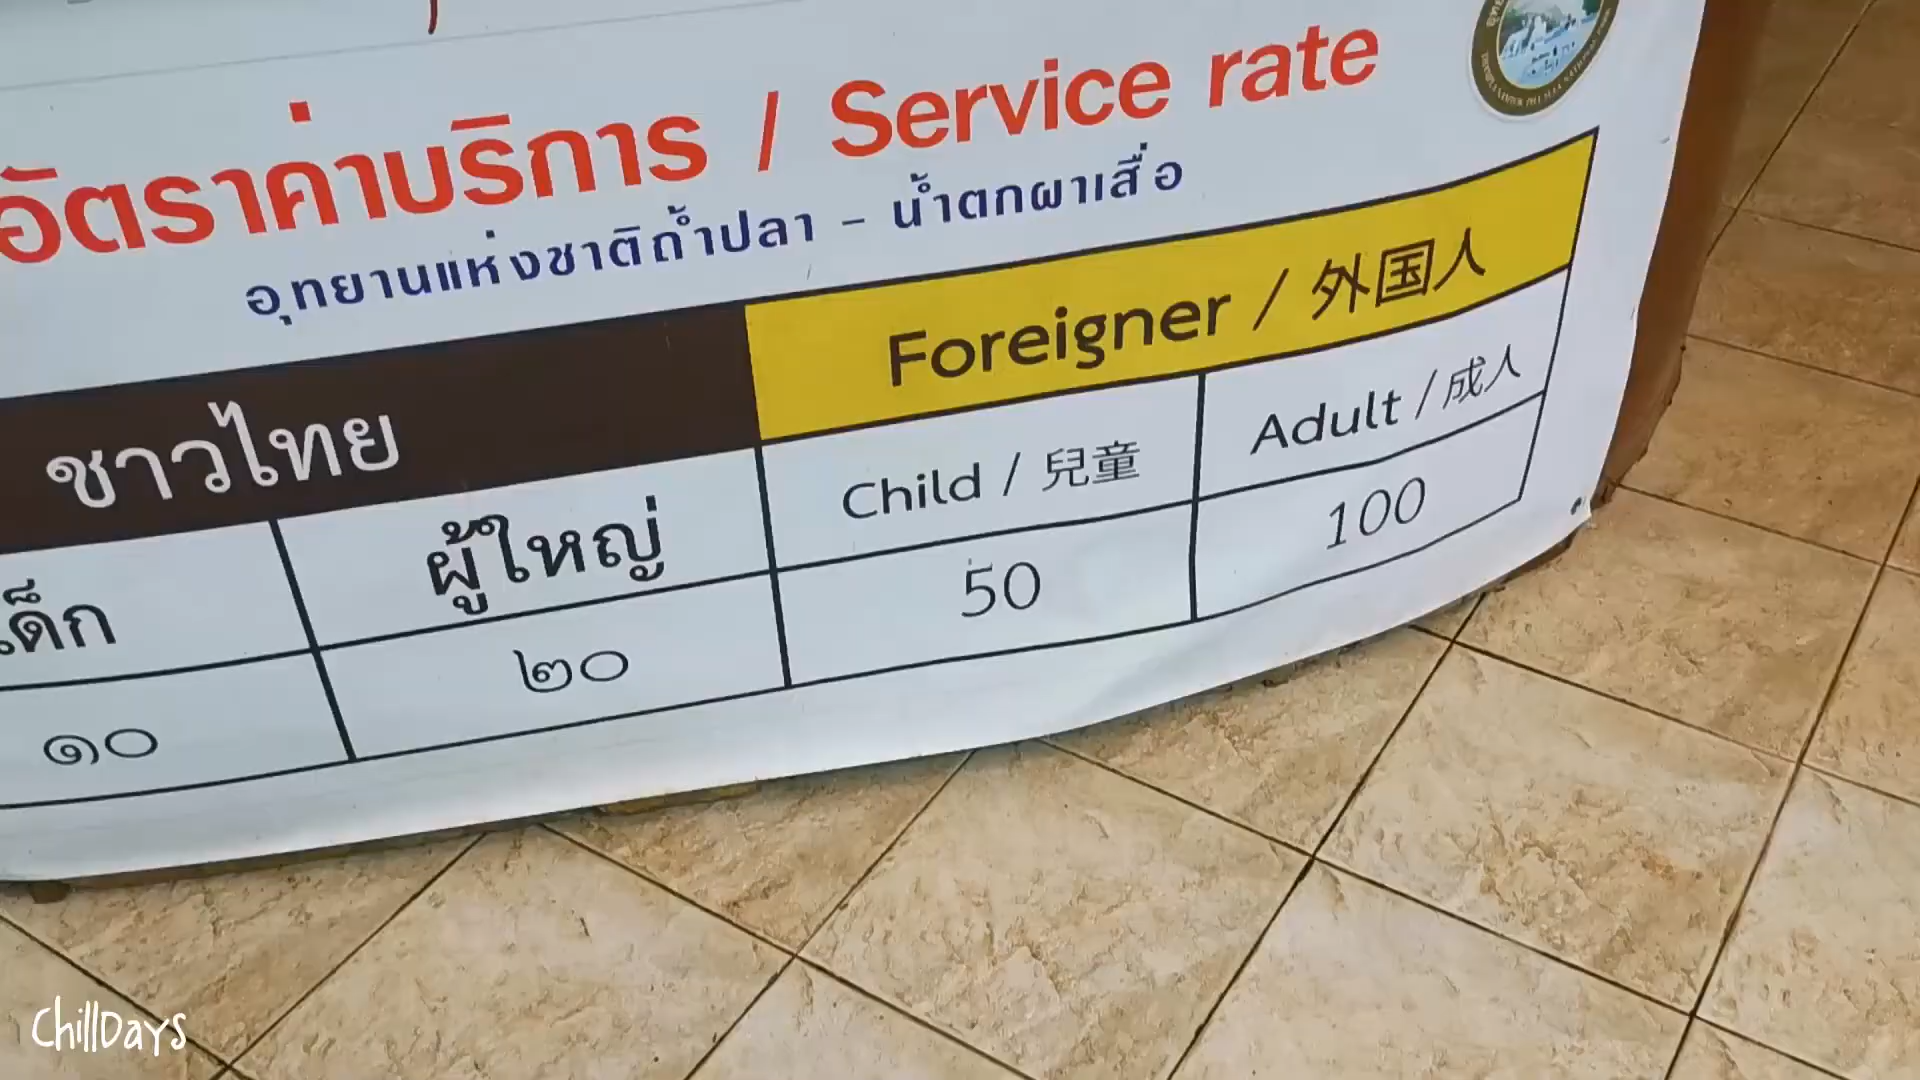 อัตราค่าบริการ / Service rate
อุทยานแห่งชาติถ้ำปลา - น้ำตกผาเสื่อ
ชาวไทย
Foreigner / 外国人
เด็ก
ผู้ใหญ่
Child / 兒童
Adult / 成人
๑๐
๒๐
50
100
ChillDays